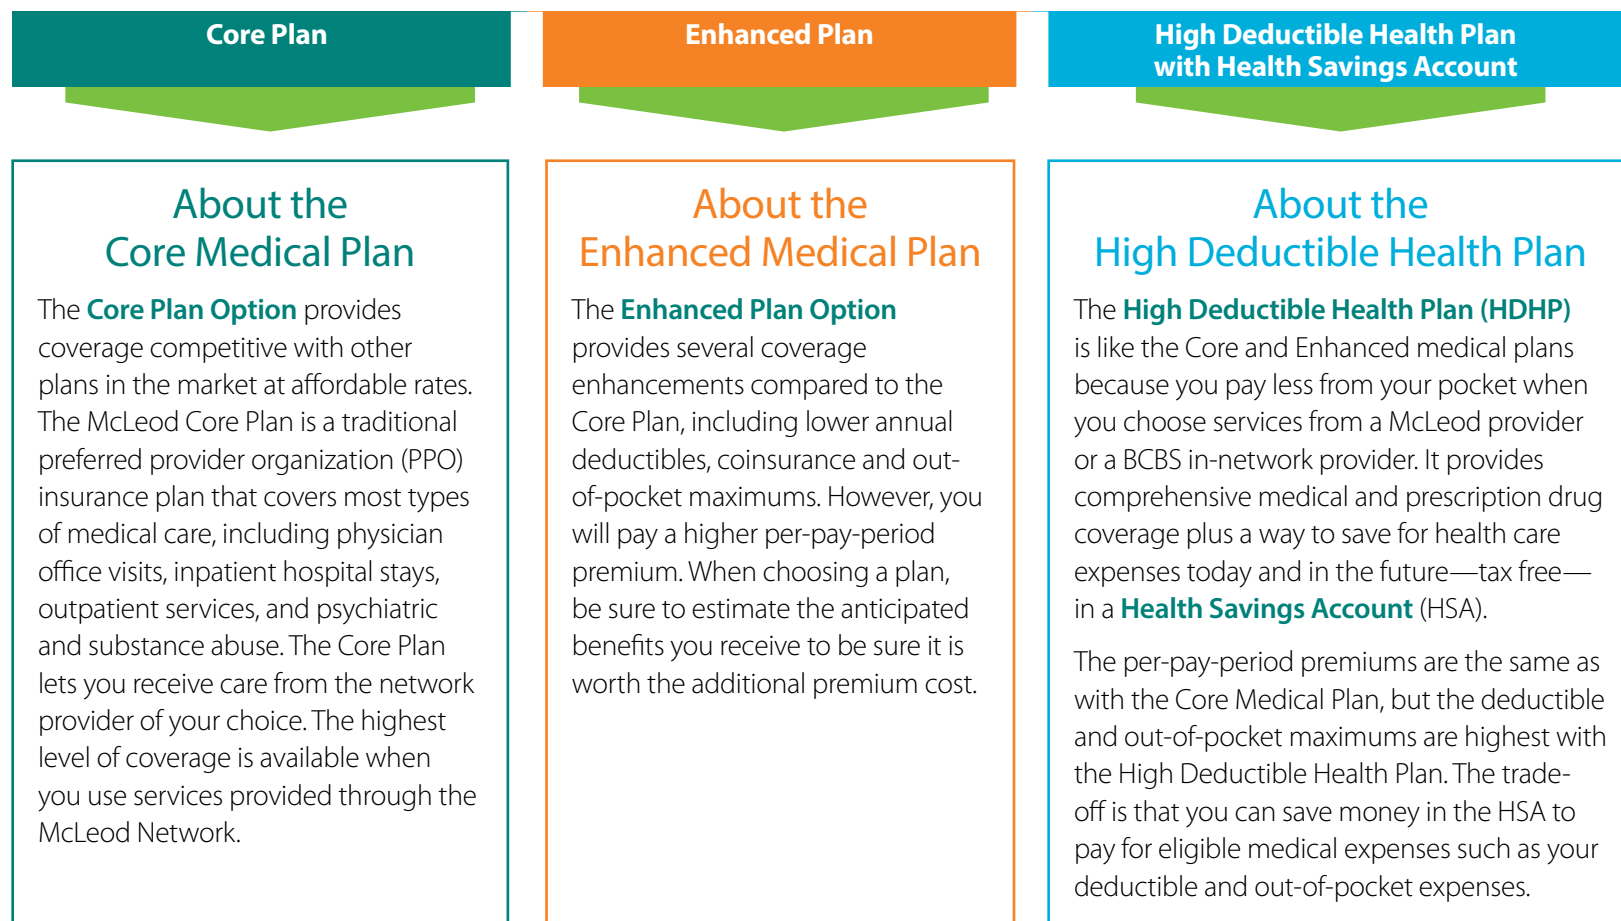 Core Plan
Enhanced Plan
High Deductible Health Plan
with Health Savings Account
About the
Core Medical Plan
The Core Plan Option provides
coverage competitive with other
plans in the market at affordable rates.
The McLeod Core Plan is a traditional
preferred provider organization (PPO)
insurance plan that covers most types
of medical care, including physician
office visits, inpatient hospital stays,
outpatient services, and psychiatric
and substance abuse. The Core Plan
lets you receive care from the network
provider of your choice. The highest
level of coverage is available when
you use services provided through the
McLeod Network.
About the
Enhanced Medical Plan
The Enhanced Plan Option
provides several coverage
enhancements compared to the
Core Plan, including lower annual
deductibles, coinsurance and out-
of-pocket maximums. However, you
will pay a higher per-pay-period
premium. When choosing a plan,
be sure to estimate the anticipated
benefits you receive to be sure it is
worth the additional premium cost.
About the
High Deductible Health Plan
The High Deductible Health Plan (HDHP)
is like the Core and Enhanced medical plans
because you pay less from your pocket when
you choose services from a McLeod provider
or a BCBS in-network provider. It provides
comprehensive medical and prescription drug
coverage plus a way to save for health care
expenses today and in the future—tax free—
in a Health Savings Account (HSA).
The per-pay-period premiums are the same as
with the Core Medical Plan, but the deductible
and out-of-pocket maximums are highest with
the High Deductible Health Plan. The trade-
off is that you can save money in the HSA to
pay for eligible medical expenses such as your
deductible and out-of-pocket expenses.